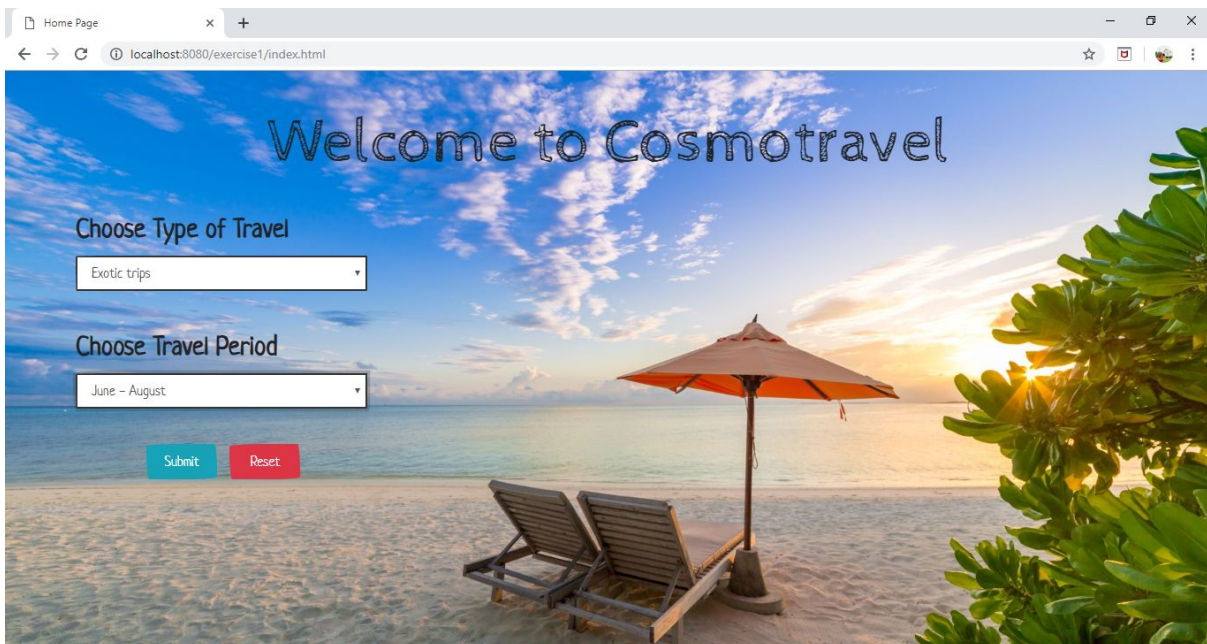 Home Page
localhost:8080/exercise1/index.html
Welcome to Cosmotravel
Choose Type of Travel
Exotic trips
Choose Travel Period
June – August
Submit Reset